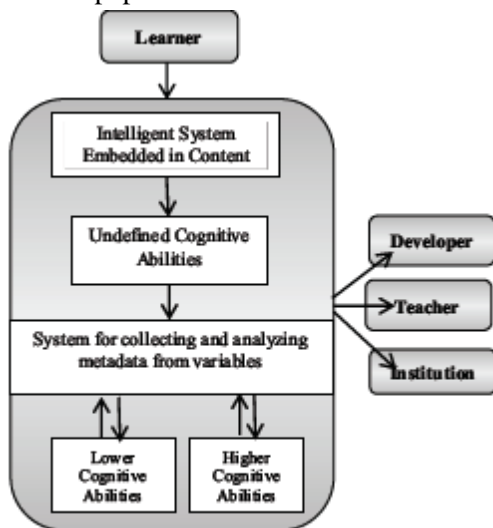 Learner
Intelligent System
Embedded in Content
Undefined Cognitive
Abilities
Developer
Teacher
System for collecting and analyzing
metadata from variables
Institution
Lower
Cognitive
Abilities
Higher
Cognitive
Abilities